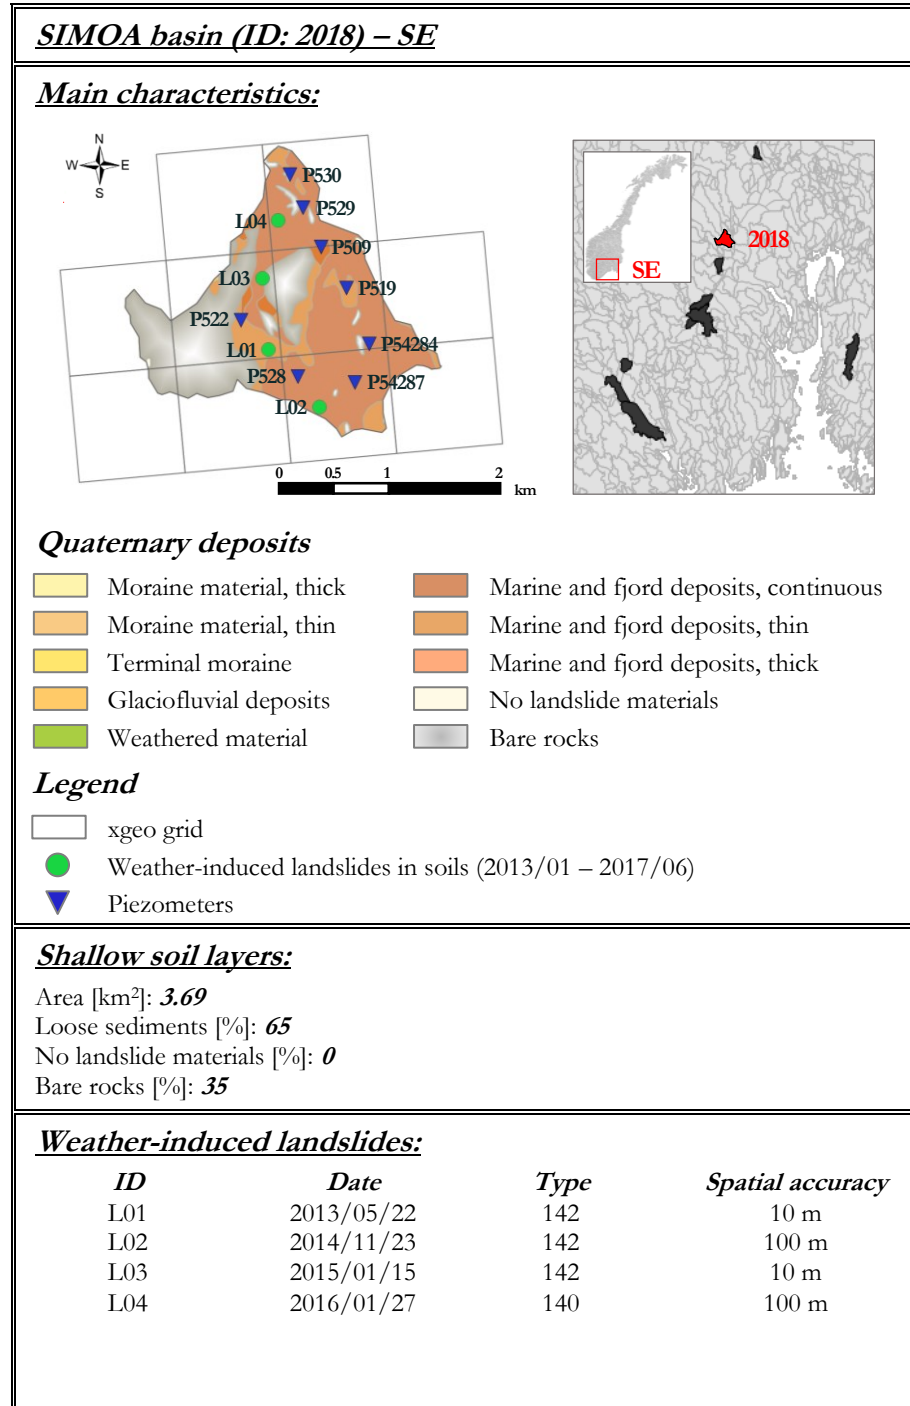 SIMOA basin (ID: 2018) – SE
Main characteristics:
N
W E
S
P530
P529
L04
P509
L03
P519
P522
P54284
L01
P528
P54287
L02
0 0.5 1 2
km
2018
SE
Quaternary deposits
Moraine material, thick
Marine and fjord deposits, continuous
Moraine material, thin
Marine and fjord deposits, thin
Terminal moraine
Marine and fjord deposits, thick
Glaciofluvial deposits
No landslide materials
Weathered material
Bare rocks
Legend
xgeo grid
Weather-induced landslides in soils (2013/01 – 2017/06)
Piezometers
Shallow soil layers:
Area [km²]: 3.69
Loose sediments [%]: 65
No landslide materials [%]: 0
Bare rocks [%]: 35
Weather-induced landslides:
ID Date Type Spatial accuracy
L01 2013/05/22 142 10 m
L02 2014/11/23 142 100 m
L03 2015/01/15 142 10 m
L04 2016/01/27 140 100 m